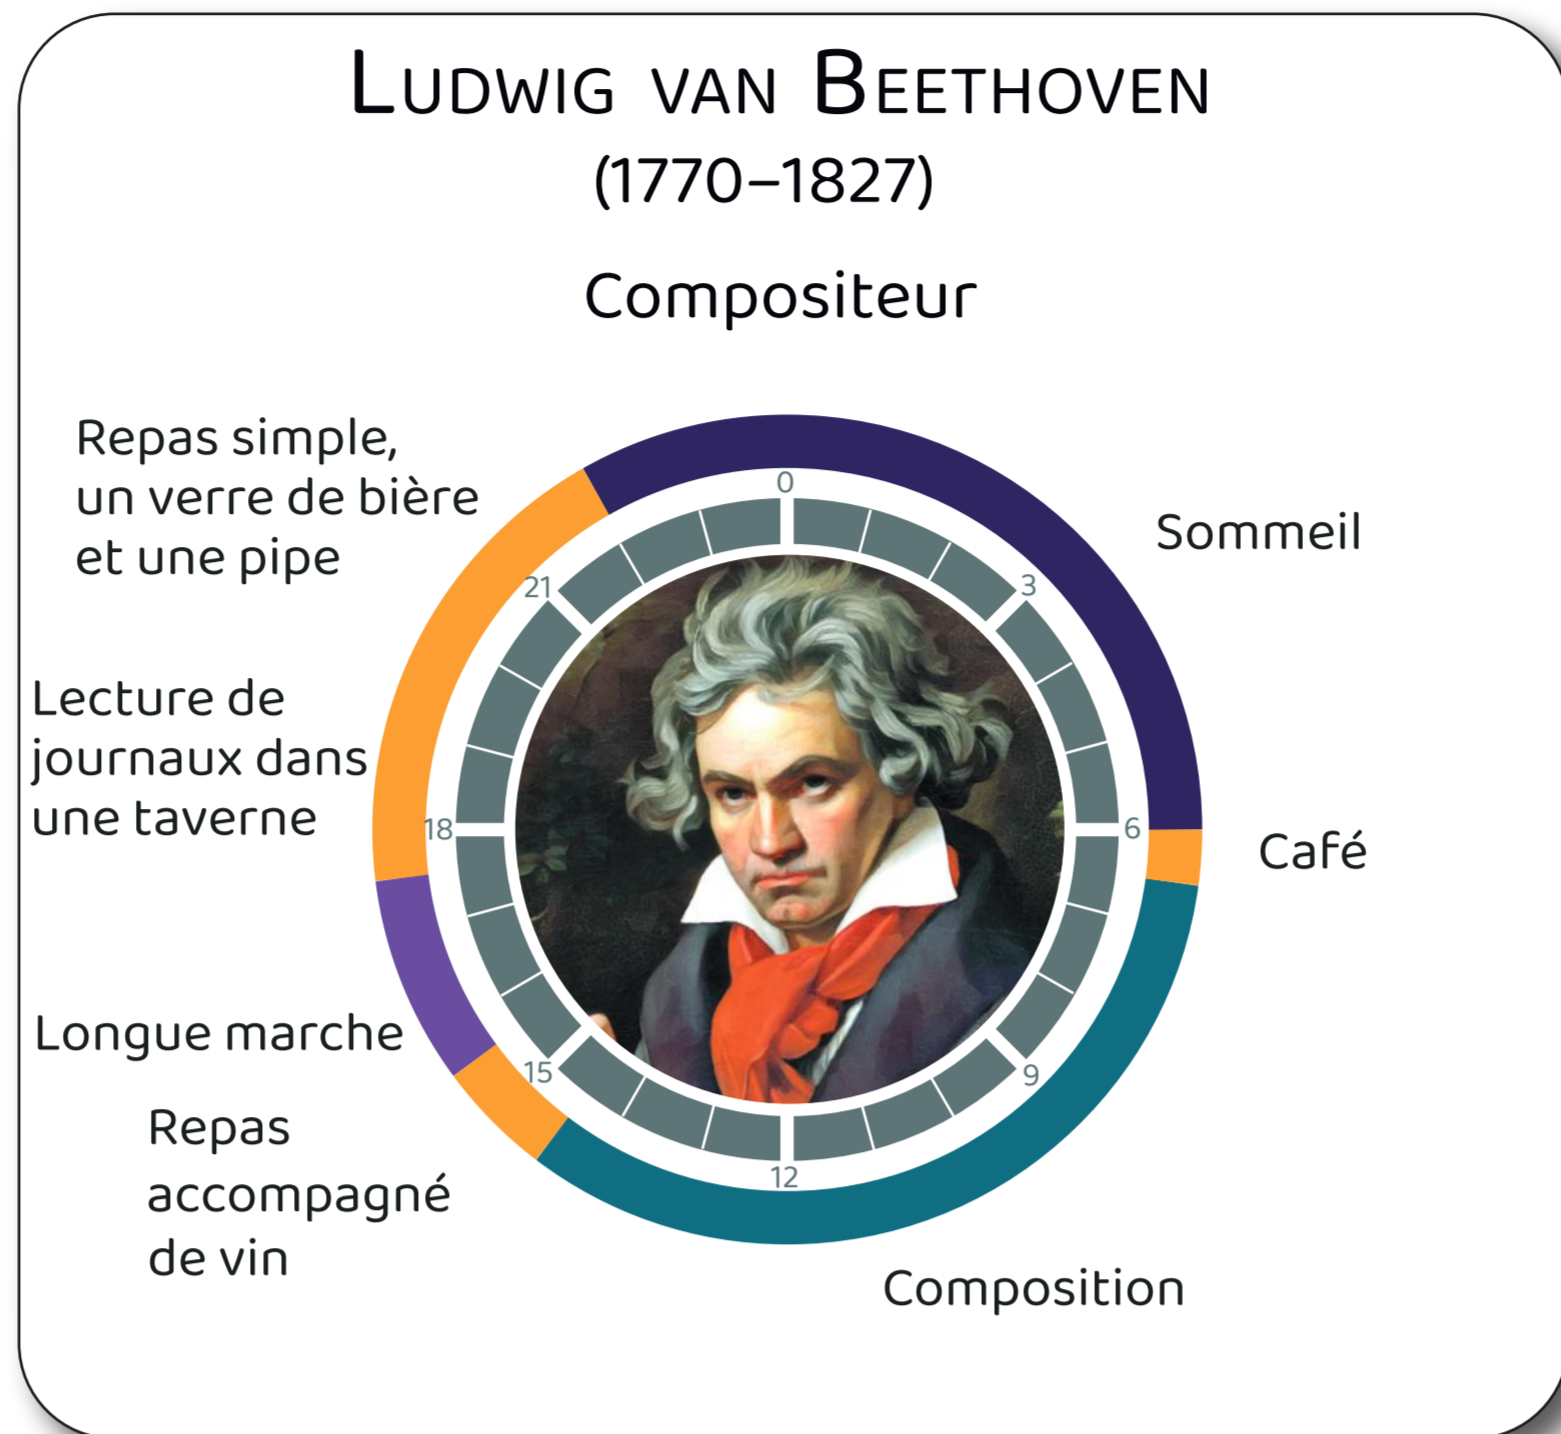 Ludwig van Beethoven
(1770–1827)
Compositeur
Repas simple,
un verre de bière
et une pipe
Lecture de
journaux dans
une taverne
Longue marche
Repas
accompagné
de vin
Sommeil
Café
Composition
0
3
6
9
12
15
18
21